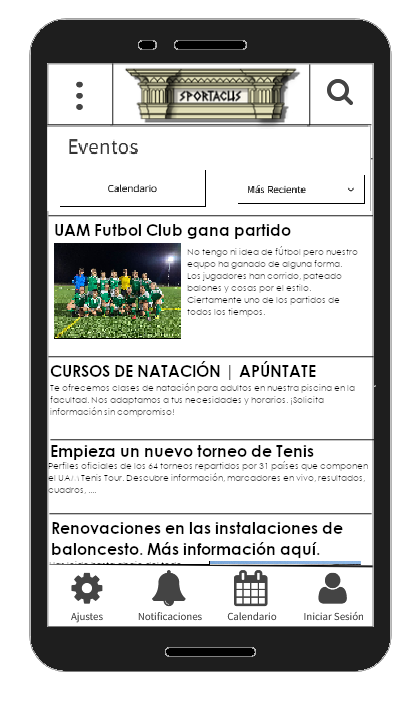 SPORTACUS
Eventos
Calendario
Más Reciente
UAM Futbol Club gana partido
No tengo ni idea de fútbol pero nuestro
equpo ha ganado de alguna forma.
Los jugadores han corrido, pateado
balones y cosas por el estilo.
Ciertamente uno de los partidos de
todos los tiempos.
CURSOS DE NATACIÓN | APÚNTATE
Te ofrecemos clases de natación para adultos en nuestra piscina en la
facultad. Nos adaptamos a tus necesidades y horarios. ¡Solicita
información sin compromiso!
Empieza un nuevo torneo de Tenis
Perfiles oficiales de los 64 torneos repartidos por 31 países que componen
el UAM Tenis Tour. Descubre información, marcadores en vivo, resultados,
cuadros, ....
Renovaciones en las instalaciones de
baloncesto. Más información aquí.
Ajustes
Notificaciones
Calendario
Iniciar Sesión